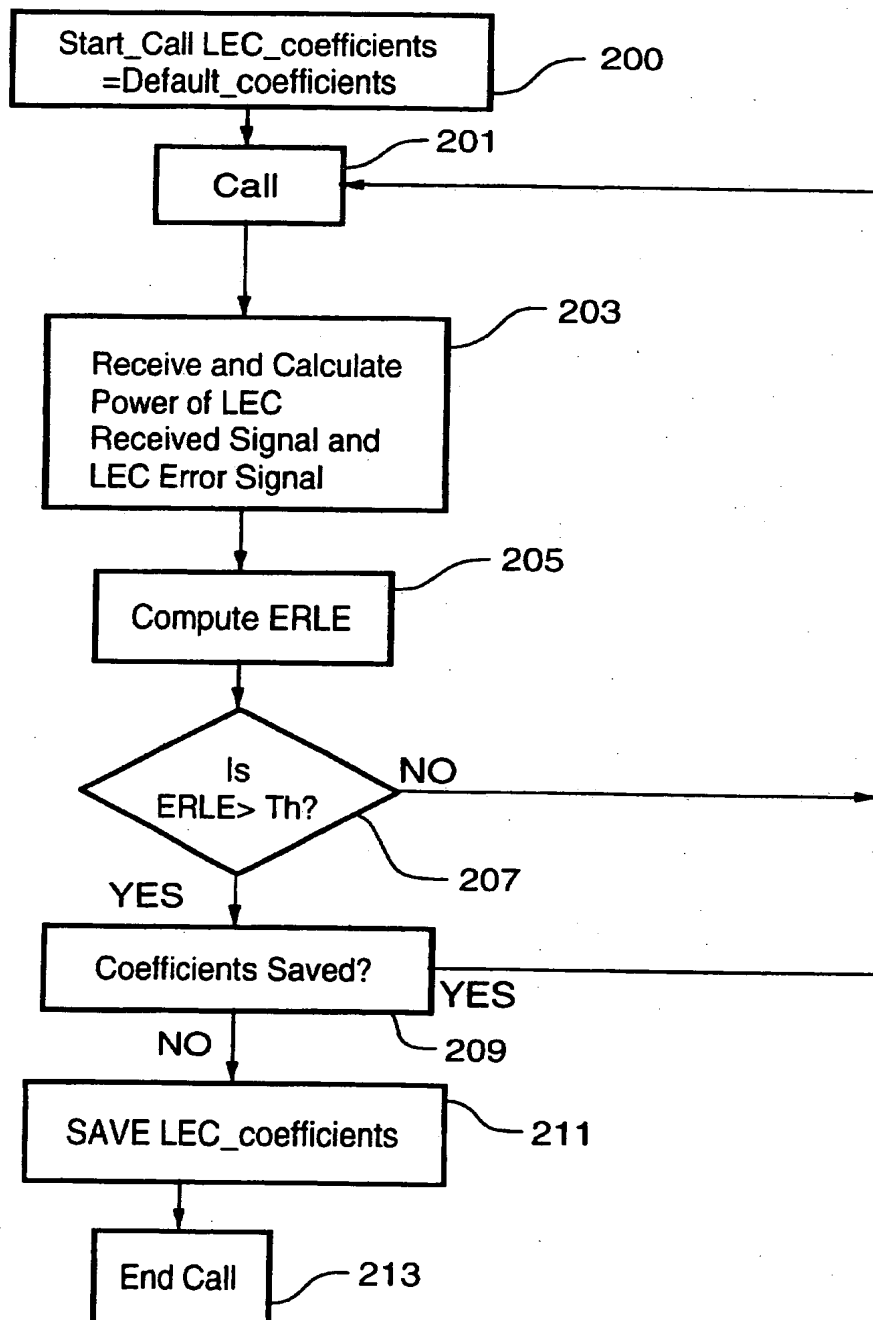 Start_Call LEC_coefficients
=Default_coefficients
200
201
Call
203
Receive and Calculate
Power of LEC
Received Signal and
LEC Error Signal
205
Compute ERLE
Is
ERLE> Th?
NO
207
YES
Coefficients Saved?
YES
209
NO
SAVE LEC_coefficients
211
End Call
213